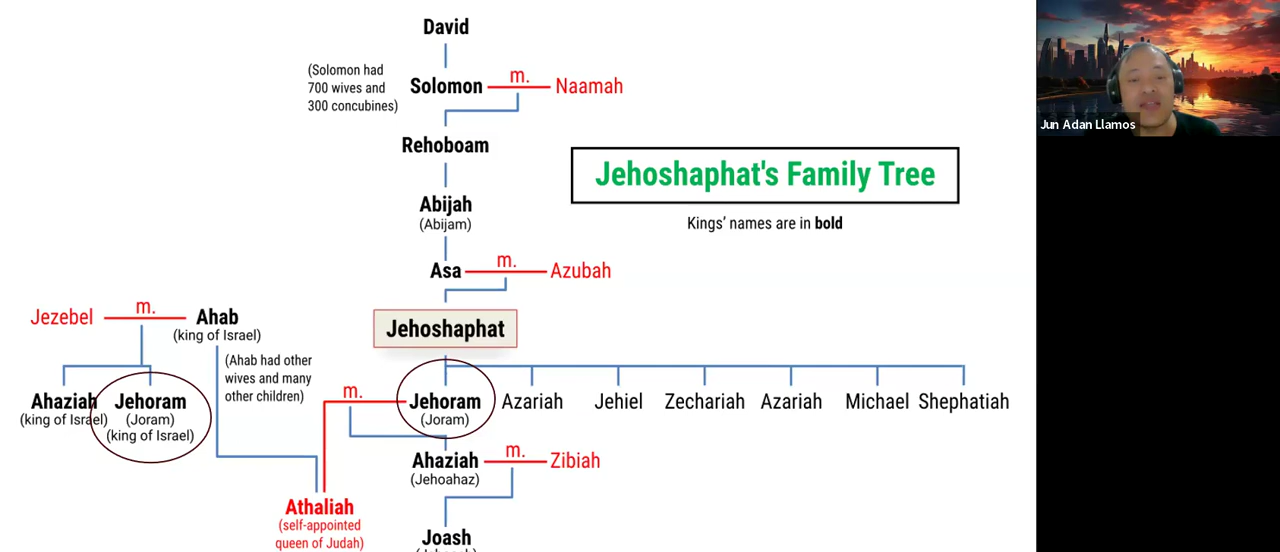 David
(Solomon had
700 wives and
300 concubines)
Solomon m. Naamah
Rehoboam
Jehoshaphat's Family Tree
Kings' names are in bold
Abijah
(Abijam)
Asa m. Azubah
Jezebel m. Ahab
(king of Israel)
Jehoshaphat
(Ahab had other
wives and many
other children)
Ahaziah
(king of Israel)
Jehoram
(Joram)
(king of Israel)
m.
Jehoram
(Joram)
Azariah Jehiel Zechariah Azariah Michael Shephatiah
Ahaziah m. Zibiah
(Jehoahaz)
Athaliah
(self-appointed
queen of Judah)
Joash
Jun Adan Llamos